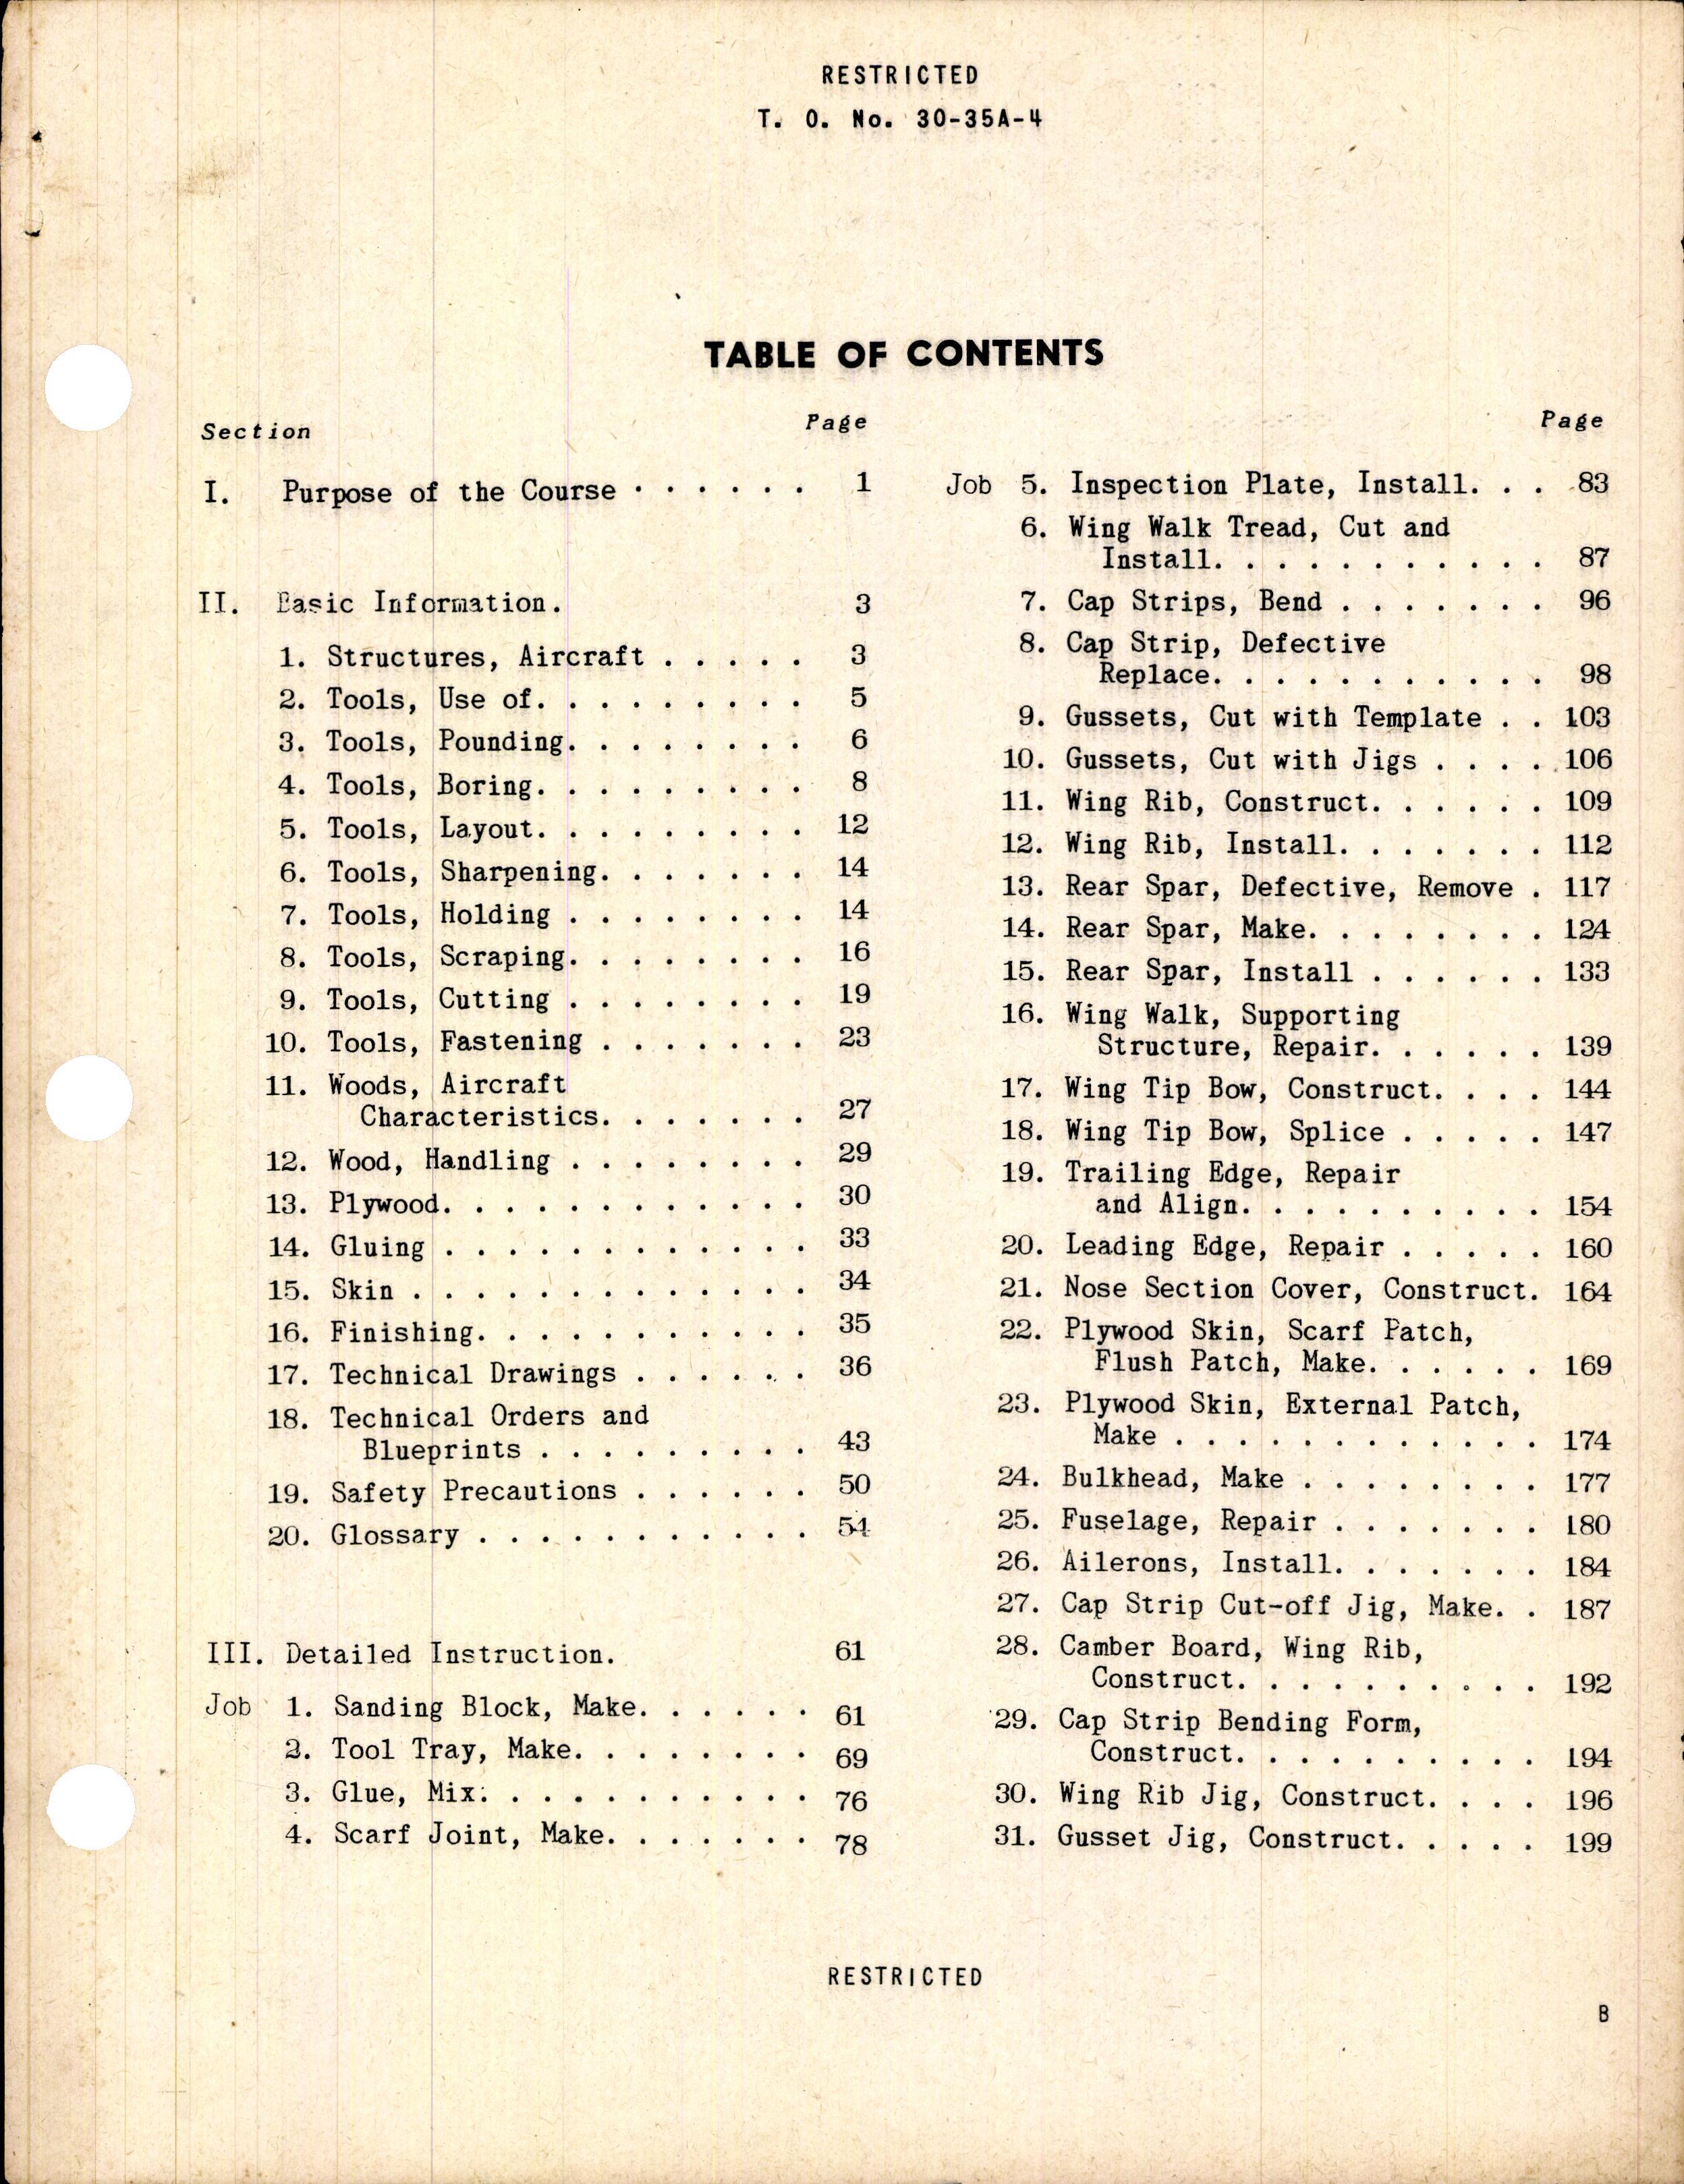 RESTRICTED
T. O. No. 30-35A-4
TABLE OF CONTENTS
Section Page
I. Purpose of the Course . . . . . . 1
II. Basic Information. 3
1. Structures, Aircraft . . . . . 3
2. Tools, Use of. . . . . . . . . 5
3. Tools, Pounding. . . . . . . . 6
4. Tools, Boring. . . . . . . . . 8
5. Tools, Layout. . . . . . . . . 12
6. Tools, Sharpening. . . . . . . 14
7. Tools, Holding . . . . . . . . 14
8. Tools, Scraping. . . . . . . . 16
9. Tools, Cutting . . . . . . . . 19
10. Tools, Fastening . . . . . . . 23
11. Woods, Aircraft
Characteristics. . . . . . . 27
12. Wood, Handling . . . . . . . . 29
13. Plywood. . . . . . . . . . . . 30
14. Gluing . . . . . . . . . . . . 33
15. Skin . . . . . . . . . . . . . 34
16. Finishing. . . . . . . . . . . 35
17. Technical Drawings . . . . . . 36
18. Technical Orders and
Blueprints . . . . . . . . . 43
19. Safety Precautions . . . . . . 50
20. Glossary . . . . . . . . . . . 54
III. Detailed Instruction. 61
Job 1. Sanding Block, Make. . . . . . 61
2. Tool Tray, Make. . . . . . . . 69
3. Glue, Mix. . . . . . . . . . . 76
4. Scarf Joint, Make. . . . . . . 78
Page
Job 5. Inspection Plate, Install. . . 83
6. Wing Walk Tread, Cut and
Install. . . . . . . . . . . 87
7. Cap Strips, Bend . . . . . . . 96
8. Cap Strip, Defective
Replace. . . . . . . . . . . 98
9. Gussets, Cut with Template . . 103
10. Gussets, Cut with Jigs . . . . 106
11. Wing Rib, Construct. . . . . . 109
12. Wing Rib, Install. . . . . . . 112
13. Rear Spar, Defective, Remove . 117
14. Rear Spar, Make. . . . . . . . 124
15. Rear Spar, Install . . . . . . 133
16. Wing Walk, Supporting
Structure, Repair. . . . . . 139
17. Wing Tip Bow, Construct. . . . 144
18. Wing Tip Bow, Splice . . . . . 147
19. Trailing Edge, Repair
and Align. . . . . . . . . . 154
20. Leading Edge, Repair . . . . . 160
21. Nose Section Cover, Construct. 164
22. Plywood Skin, Scarf Patch,
Flush Patch, Make. . . . . . 169
23. Plywood Skin, External Patch,
Make . . . . . . . . . . . . 174
24. Bulkhead, Make . . . . . . . . 177
25. Fuselage, Repair . . . . . . . 180
26. Ailerons, Install. . . . . . . 184
27. Cap Strip Cut-off Jig, Make. . 187
28. Camber Board, Wing Rib,
Construct. . . . . . . . . . 192
29. Cap Strip Bending Form,
Construct. . . . . . . . . . 194
30. Wing Rib Jig, Construct. . . . 196
31. Gusset Jig, Construct. . . . . 199
RESTRICTED
B